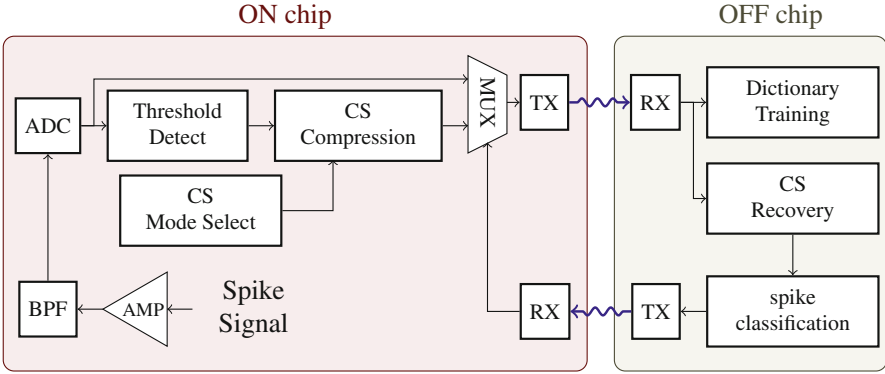 ON chip
OFF chip
ADC
Threshold
Detect
CS
Compression
MUX
TX
RX
Dictionary
Training
CS
Mode Select
CS
Recovery
BPF
AMP
Spike
Signal
RX
TX
spike
classification